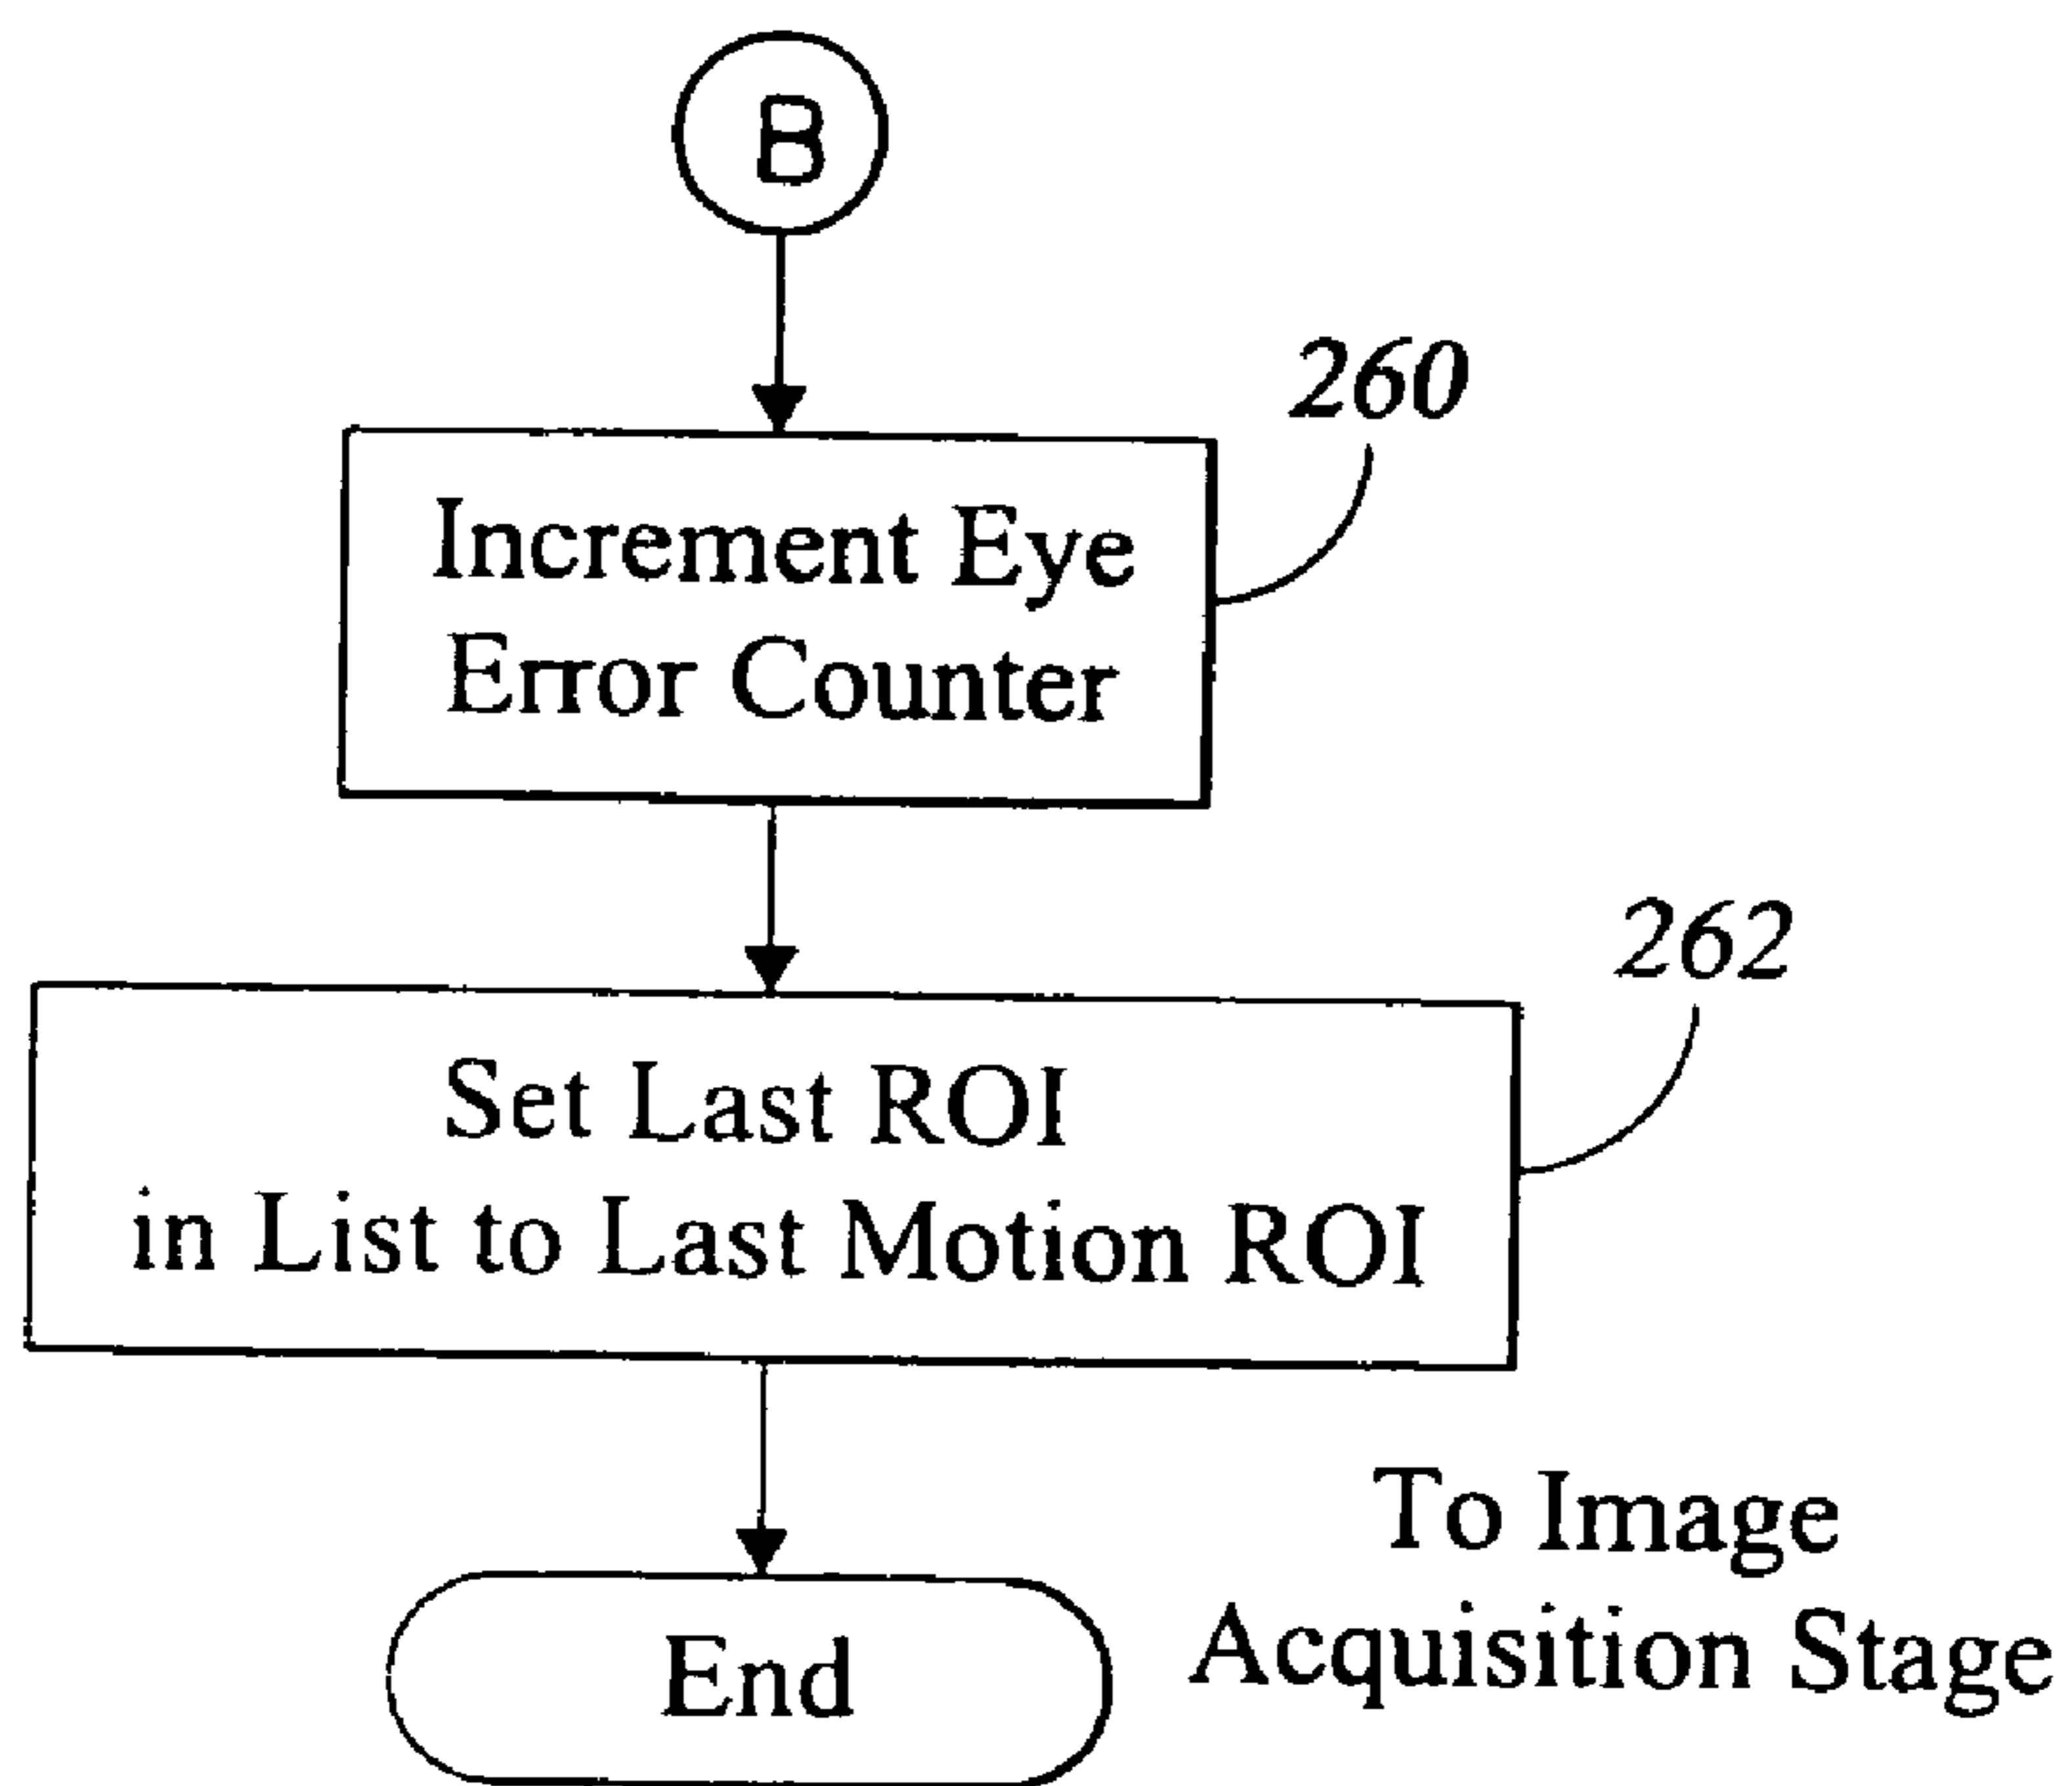 B
260
Increment Eye
Error Counter
262
Set Last ROI
in List to Last Motion ROI
To Image
Acquisition Stage
End